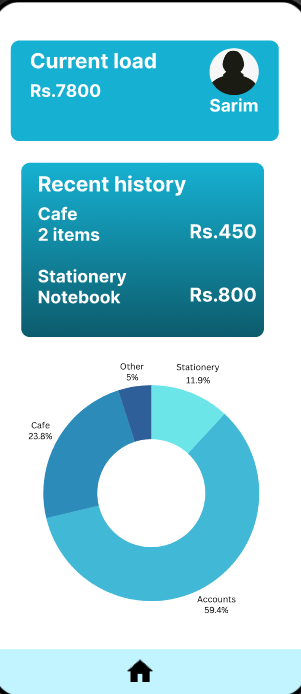 Current load
Rs.7800
Sarim
Recent history
Cafe
2 items
Rs.450
Stationery
Notebook
Rs.800
Other
5%
Stationery
11.9%
Cafe
23.8%
Accounts
59.4%